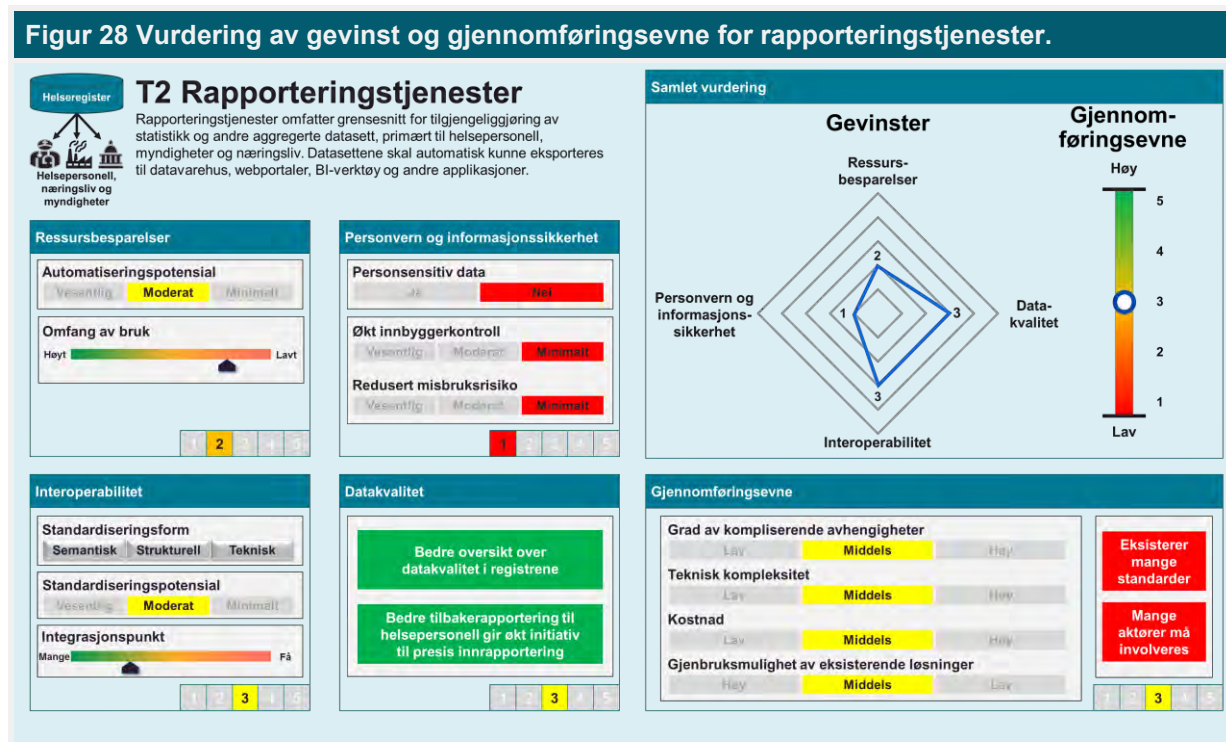 Figur 28 Vurdering av gevinst og gjennomføringsevne for rapporteringstjenester.
Helseregister
Helsepersonell,
næringsliv og
myndigheter
T2 Rapporteringstjenester
Rapporteringstjenester omfatter grensesnitt for tilgjengeliggjøring av
statistikk og andre aggregerte datasett, primært til helsepersonell,
myndigheter og næringsliv. Datasettene skal automatisk kunne eksporteres
til datavarehus, webportaler, BI-verktøy og andre applikasjoner.
Ressursbesparelser
Automatiseringspotensial
Vesentlig Moderat Minimalt
Omfang av bruk
Høyt Lavt
1 2 3 4 5
Personvern og informasjonssikkerhet
Personsensitiv data
Ja Nei
Økt innbyggerkontroll
Vesentlig Moderat Minimalt
Redusert misbruksrisiko
Vesentlig Moderat Minimalt
1 2 3 4 5
Samlet vurdering
Gevinster
Ressurs-
besparelser
2
Personvern og
informasjons-
sikkerhet
1
3
Data-
kvalitet
3
Interoperabilitet
Gjennom-
føringsevne
Høy
5
4
3
2
1
Lav
Interoperabilitet
Standardiseringsform
Semantisk Strukturell Teknisk
Standardiseringspotensial
Vesentlig Moderat Minimalt
Integrasjonspunkt
Mange Få
1 2 3 4 5
Datakvalitet
Bedre oversikt over
datakvalitet i registrene
Bedre tilbakerapportering til
helsepersonell gir økt initiativ
til presis innrapportering
1 2 3 4 5
Gjennomføringsevne
Grad av kompliserende avhengigheter
Lav Middels Høy
Teknisk kompleksitet
Lav Middels Høy
Kostnad
Lav Middels Høy
Gjenbruksmulighet av eksisterende løsninger
Høy Middels Lav
Eksisterer
mange
standarder
Mange
aktører må
involveres
1 2 3 4 5